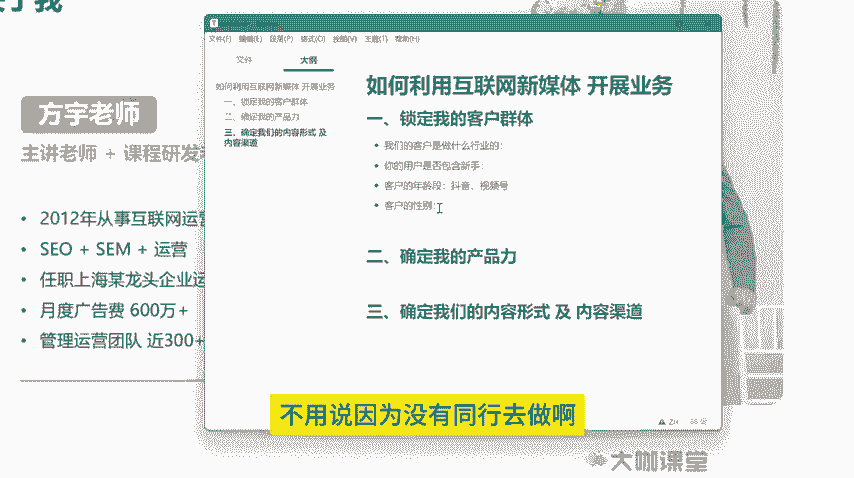 于我
方宇老师
主讲老师 + 课程研发
2012年从事互联网运营
SEO + SEM + 运营
任职上海某龙头企业运
月度广告费 600万+
管理运营团队 近300+
文件(F) 编辑(E) 段落(P) 格式(O) 视图(V) 主题(T) 帮助(H)
文件 大纲
如何利用互联网新媒体 开展业务
一、锁定我的客户群体
二、确定我的产品力
三、确定我们的内容形式 及
内容渠道
如何利用互联网新媒体 开展业务
一、锁定我的客户群体
我们的客户是做什么行业的:
你的用户是否包含新手:
客户的年龄段：抖音、视频号
客户的性别:
二、确定我的产品力
三、确定我们的内容形式 及 内容渠道
不用说因为没有同行去做啊
大咖课堂